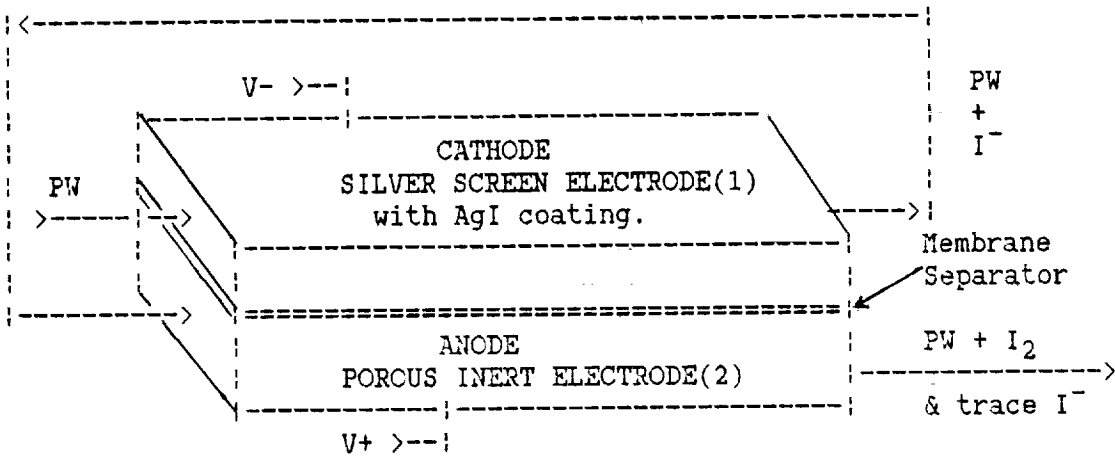 V- >--
PW
+
I⁻
CATHODE
SILVER SCREEN ELECTRODE(1)
with AgI coating.
PW
Membrane
Separator
ANODE
POROUS INERT ELECTRODE(2)
PW + I₂
& trace I⁻
V+ >--